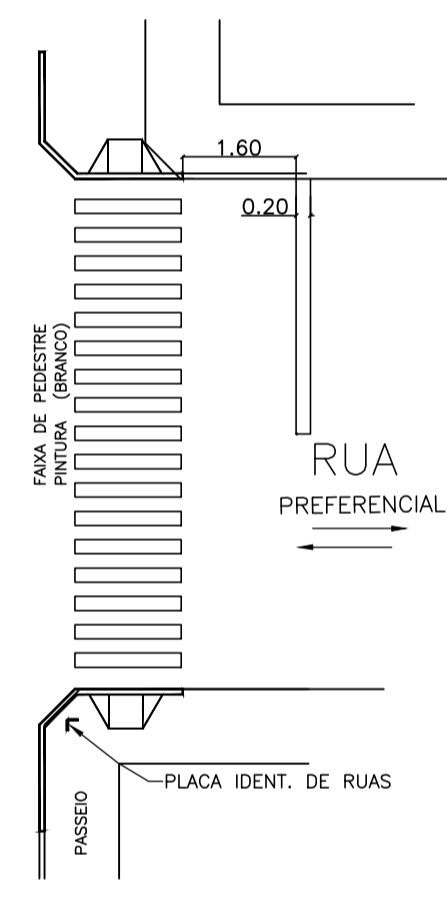 1.60
0.20
FAIXA DE PEDESTRE
PINTURA (BRANCO)
RUA
PREFERENCIAL
PLACA IDENT. DE RUAS
PASSEIO